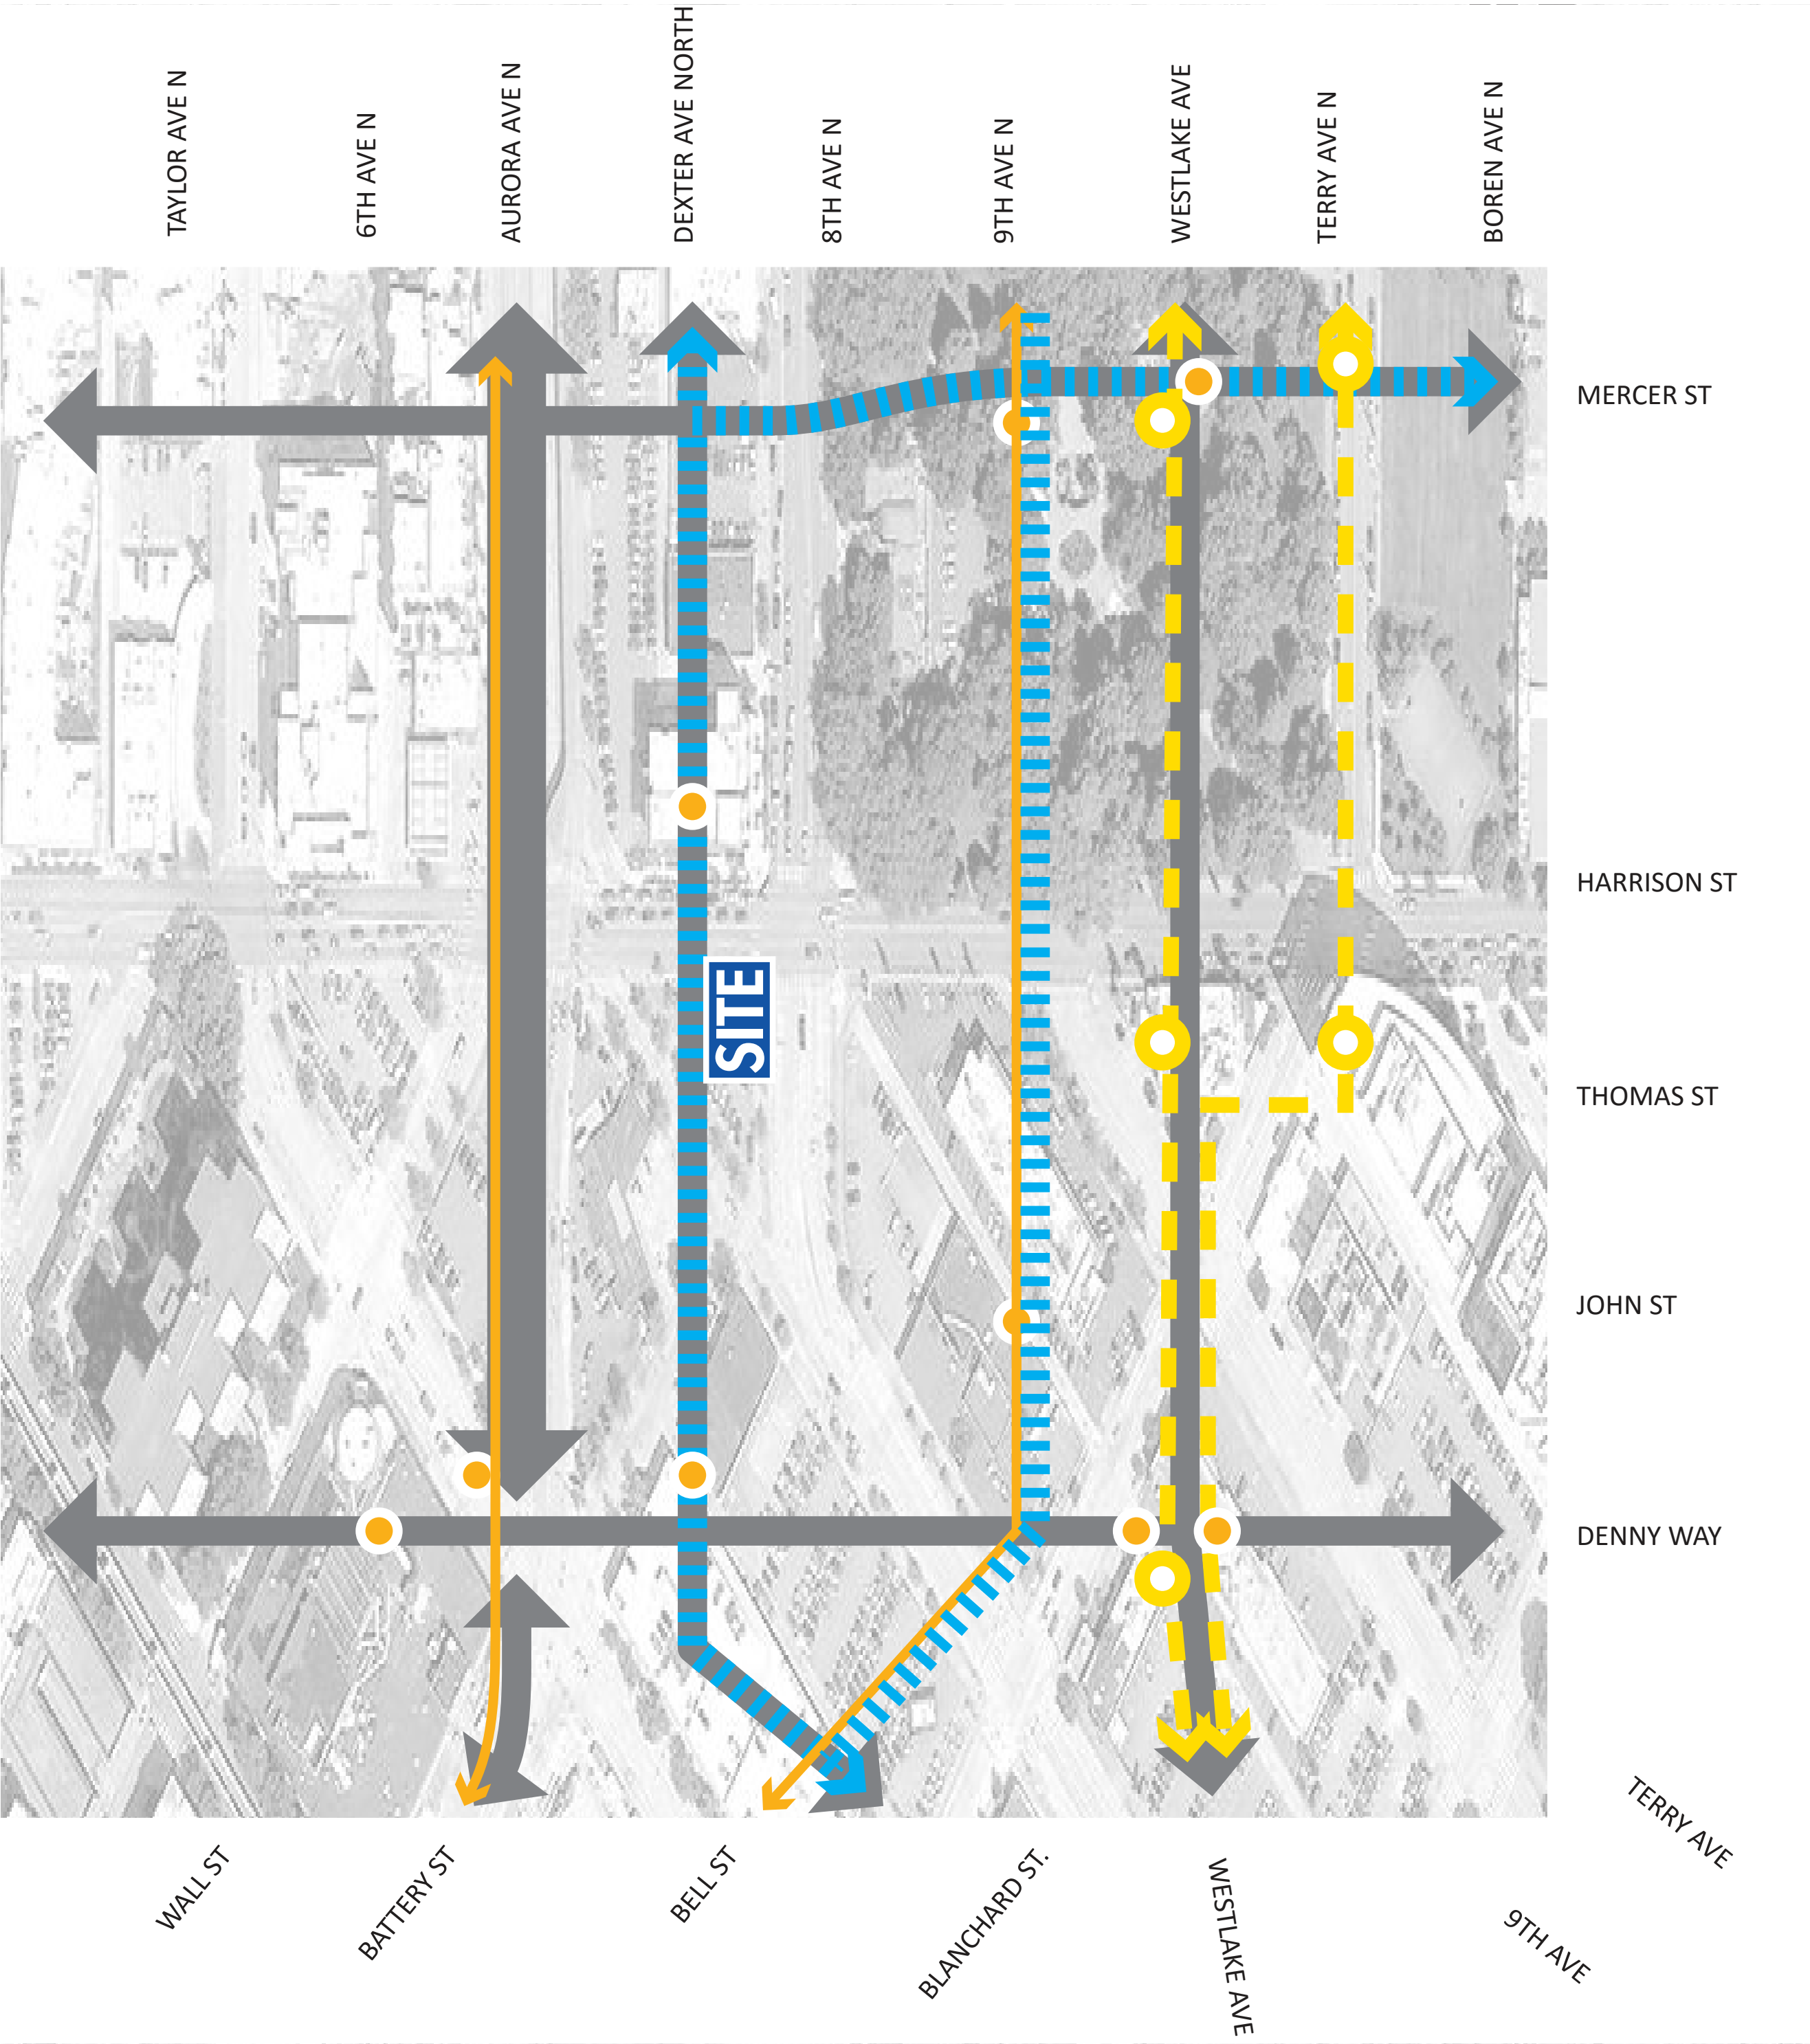 TAYLOR AVE N
6TH AVE N
AURORA AVE N
DEXTER AVE NORTH
8TH AVE N
9TH AVE N
WESTLAKE AVE
TERRY AVE N
BOREN AVE N
MERCER ST
HARRISON ST
SITE
THOMAS ST
JOHN ST
DENNY WAY
TERRY AVE
WALL ST
BATTERY ST
BELL ST
BLANCHARD ST.
WESTLAKE AVE
9TH AVE